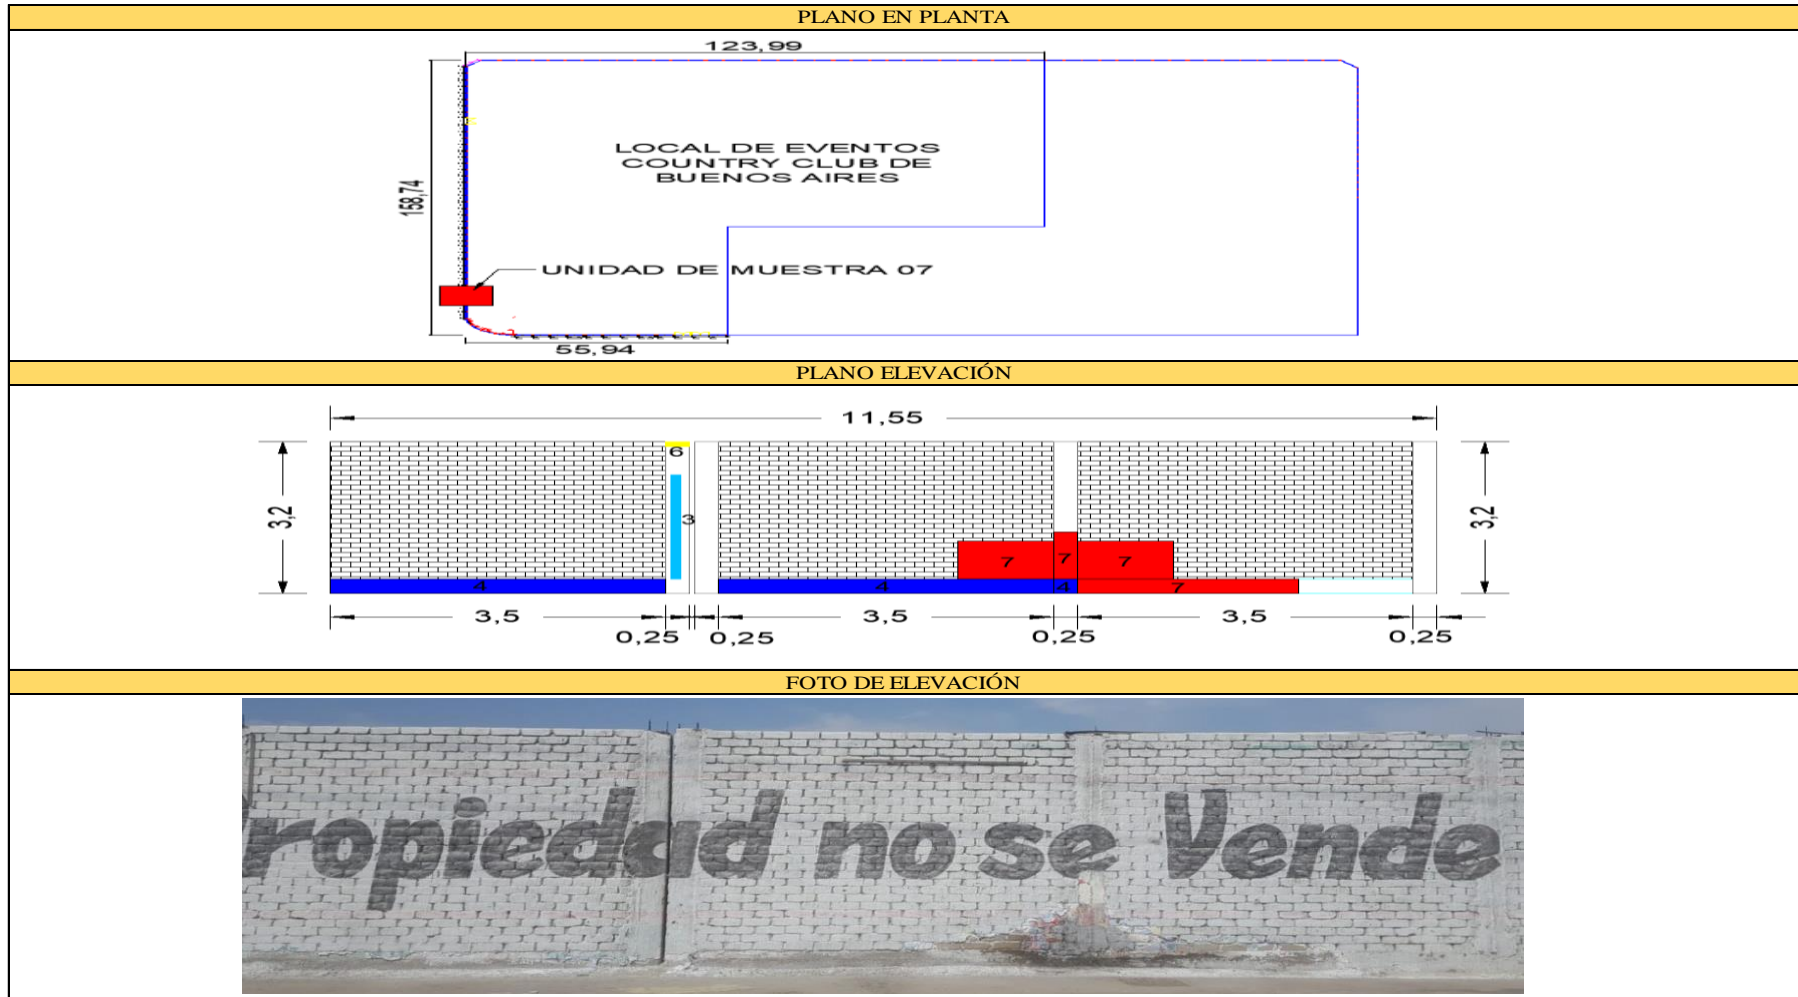 PLANO EN PLANTA
123,99
LOCAL DE EVENTOS
COUNTRY CLUB DE
BUENOS AIRES
158,74
UNIDAD DE MUESTRA 07
55,94
PLANO ELEVACIÓN
11,55
6
3
3,2
3,2
7
7
7
4
4
4
7
3,5
3,5
3,5
0,25
0,25
0,25
0,25
FOTO DE ELEVACIÓN
ropiedad no se Vende